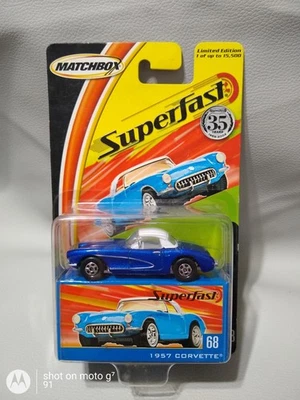 MATCHBOX
Limited Edition
1 of up to 15,500
Superfast
35
YEARS
Superfast
68
1957 CORVETTE
shot on moto g⁷
91